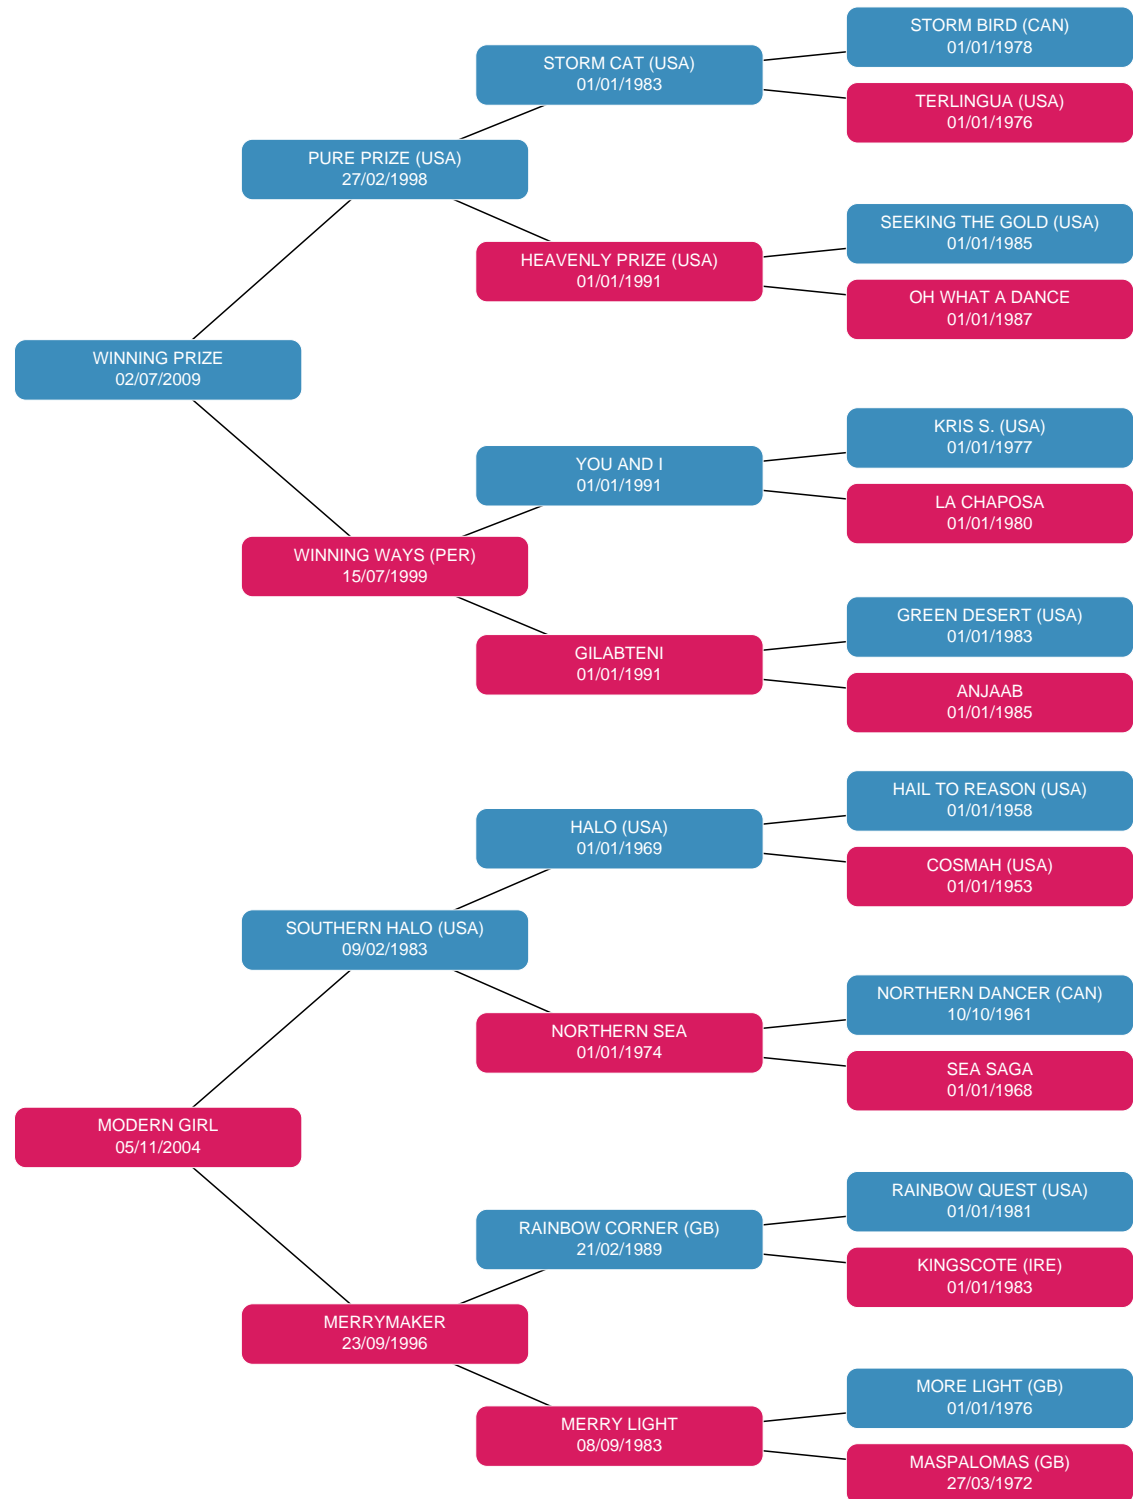 STORM BIRD (CAN)
01/01/1978
STORM CAT (USA)
01/01/1983
TERLINGUA (USA)
01/01/1976
PURE PRIZE (USA)
27/02/1998
SEEKING THE GOLD (USA)
01/01/1985
HEAVENLY PRIZE (USA)
01/01/1991
OH WHAT A DANCE
01/01/1987
WINNING PRIZE
02/07/2009
KRIS S. (USA)
01/01/1977
YOU AND I
01/01/1991
LA CHAPOSA
01/01/1980
WINNING WAYS (PER)
15/07/1999
GREEN DESERT (USA)
01/01/1983
GILABTENI
01/01/1991
ANJAAB
01/01/1985
HAIL TO REASON (USA)
01/01/1958
HALO (USA)
01/01/1969
COSMAH (USA)
01/01/1953
SOUTHERN HALO (USA)
09/02/1983
NORTHERN DANCER (CAN)
10/10/1961
NORTHERN SEA
01/01/1974
SEA SAGA
01/01/1968
MODERN GIRL
05/11/2004
RAINBOW QUEST (USA)
01/01/1981
RAINBOW CORNER (GB)
21/02/1989
KINGSCOTE (IRE)
01/01/1983
MERRYMAKER
23/09/1996
MORE LIGHT (GB)
01/01/1976
MERRY LIGHT
08/09/1983
MASPALOMAS (GB)
27/03/1972